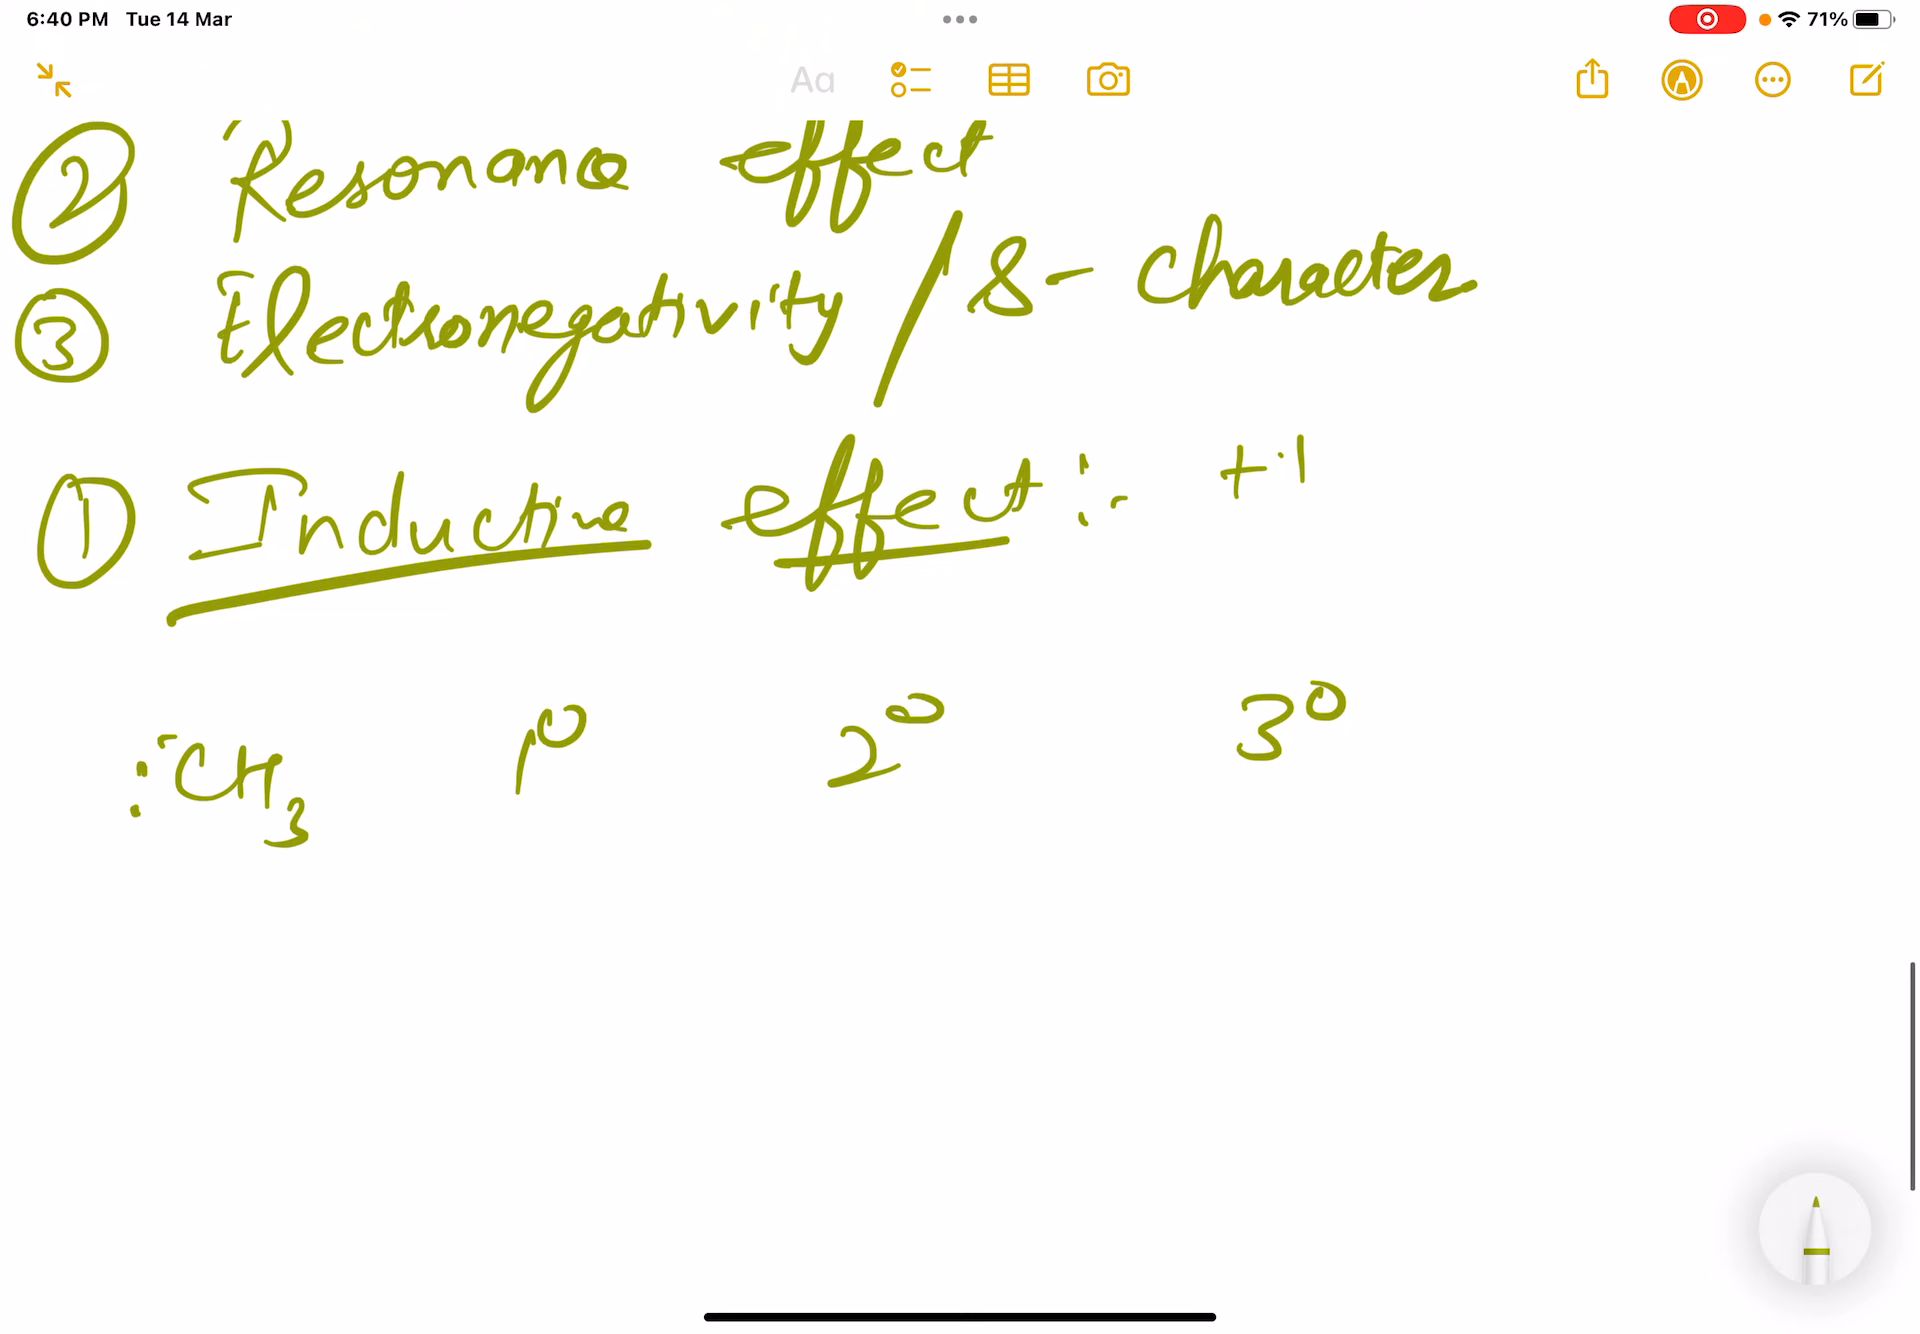 6:40 PM Tue 14 Mar 71%
Aa
② Resonance effect
③ Electronegativity / s- character
① Inductive effect :- +I
:CH₃ 1° 2° 3°